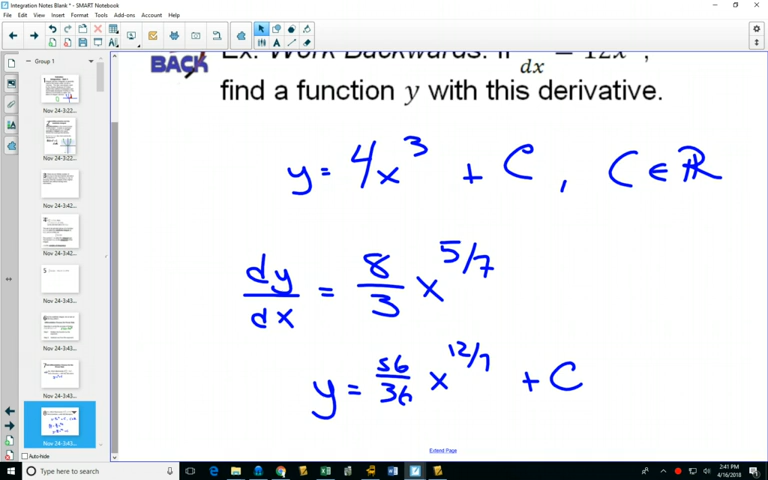 Integration Notes Blank * - SMART Notebook
File Edit View Insert Format Tools Add-ons Account Help
Group 1
Nov 24-3:22...
Nov 24-3:22...
Nov 24-3:42...
Nov 24-3:42...
Nov 24-3:43...
Nov 24-3:43...
Nov 24-3:43...
Nov 24-3:43...
Auto-hide
BACK
dx
find a function y with this derivative.
y = 4x³ + C , C ∈ ℝ
dy/dx = 8/3 x^5/7
y = 56/36 x^12/7 + C
Extend Page
Type here to search
2:41 PM
4/16/2018